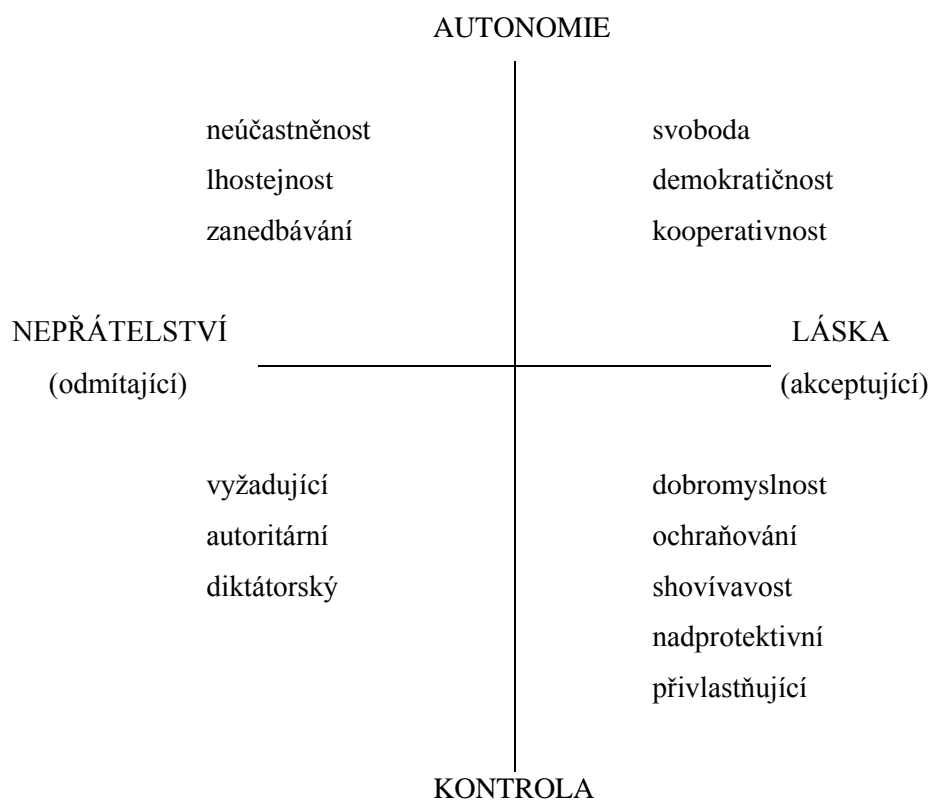 AUTONOMIE
neúčastněnost svoboda
lhostejnost demokratičnost
zanedbávání kooperativnost
NEPŘÁTELSTVÍ LÁSKA
(odmítající) (akceptující)
vyžadující dobromyslnost
autoritární ochraňování
diktátorský shovívavost
nadprotektivní
přivlastňující
KONTROLA